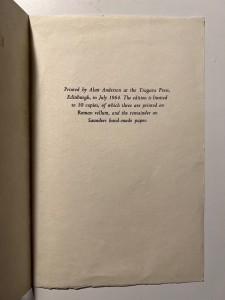 Printed by Alan Anderson at the Tragara Press,
Edinburgh, in July 1964. The edition is limited
to 30 copies, of which three are printed on
Roman vellum, and the remainder on
Saunders hand-made paper.